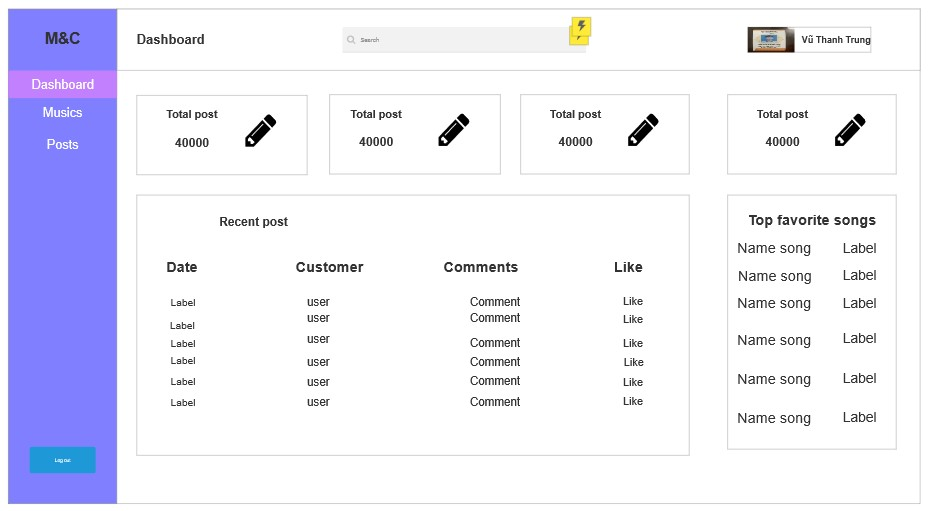 M&C
Dashboard
Search
Vũ Thanh Trung
Dashboard
Musics
Posts
Logout
Total post
40000
Total post
40000
Total post
40000
Total post
40000
Recent post
Date Customer Comments Like
Label user Comment Like
Label user Comment Like
Label user Comment Like
Label user Comment Like
Label user Comment Like
Label user Comment Like
Top favorite songs
Name song Label
Name song Label
Name song Label
Name song Label
Name song Label
Name song Label